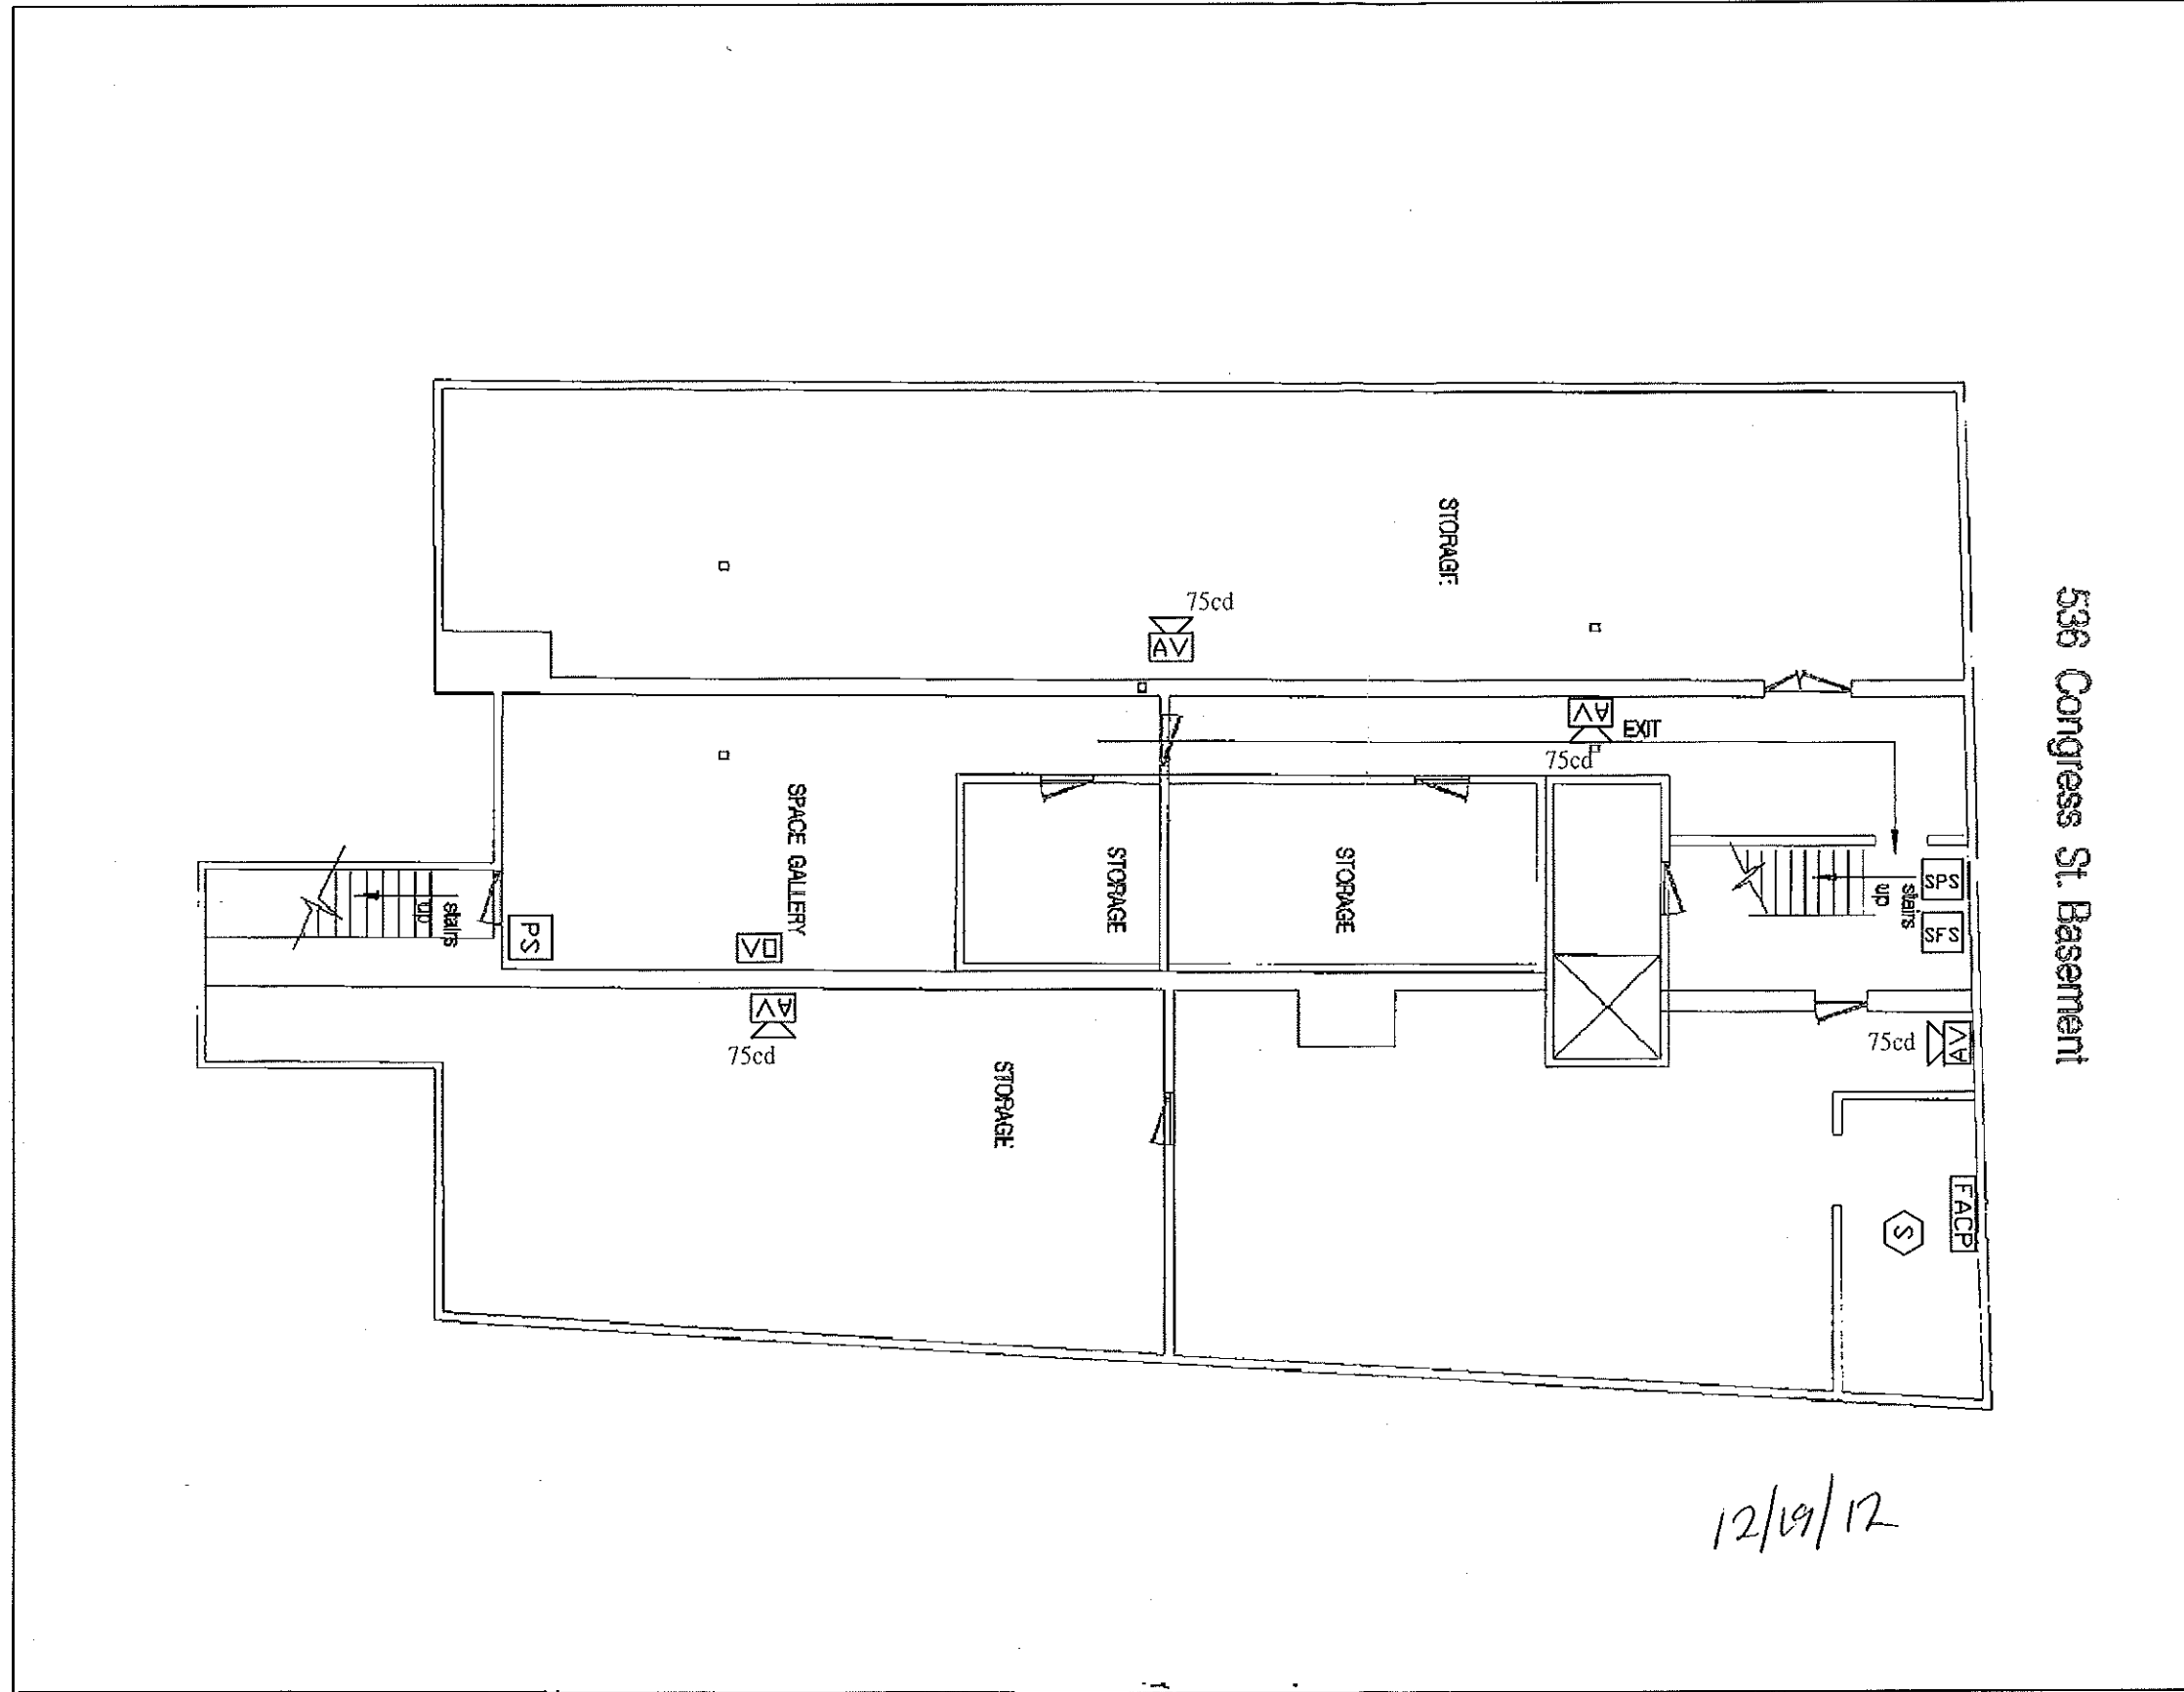 536 Congress St. Basement
STORAGE
75cd
AV
AV
EXIT
75cd
SPACE GALLERY
STORAGE
STORAGE
stairs
up
SPS
SFS
stairs
up
PS
VO
AV
75cd
STORAGE
75cd
AV
FACP
S
12/19/12